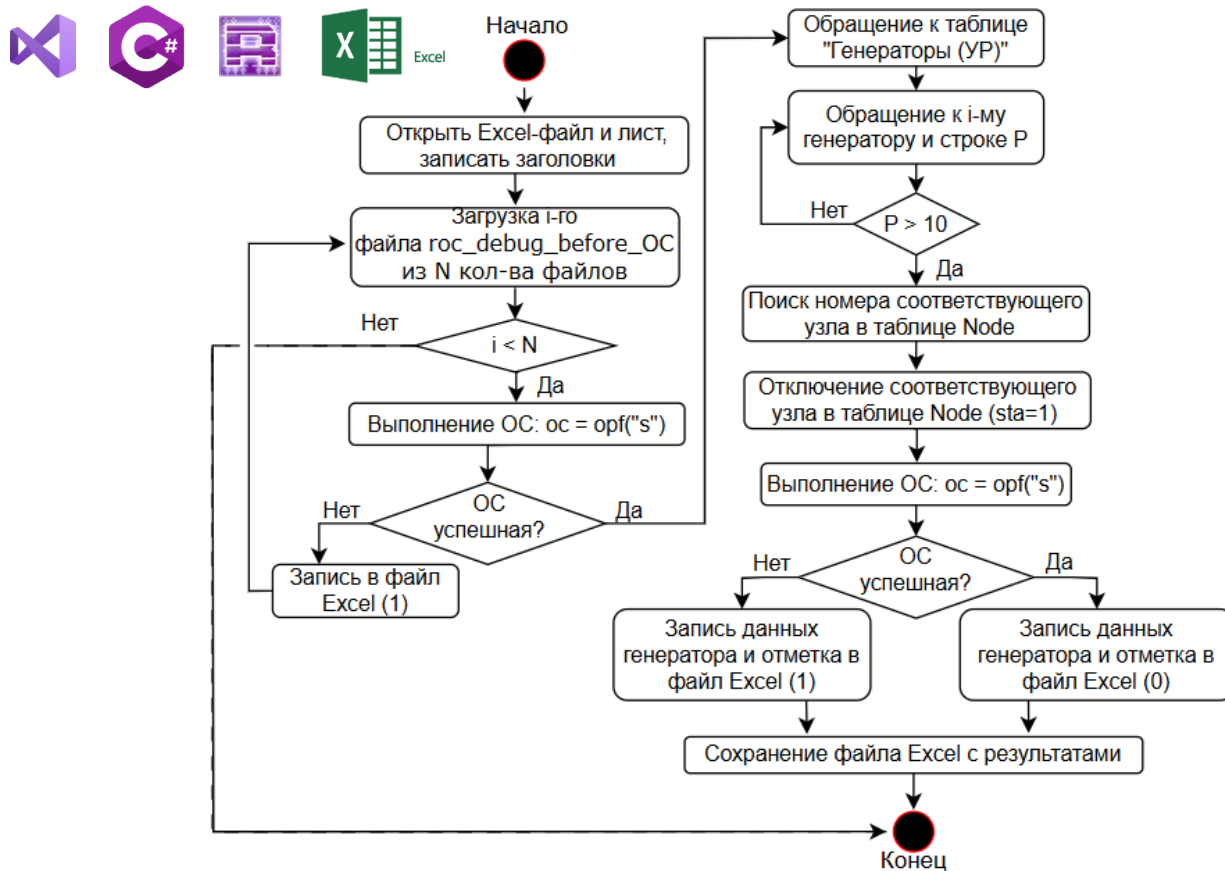 C#
X
Excel
Начало
Открыть Excel-файл и лист,
записать заголовки
Загрузка i-го
файла roc_debug_before_OC
из N кол-ва файлов
Нет
i < N
Да
Выполнение ОС: oc = opf("s")
ОС
успешная?
Нет
Да
Запись в файл
Excel (1)
Обращение к таблице
"Генераторы (УР)"
Обращение к i-му
генератору и строке P
Нет
P > 10
Да
Поиск номера соответствующего
узла в таблице Node
Отключение соответствующего
узла в таблице Node (sta=1)
Выполнение ОС: oc = opf("s")
Нет
ОС
успешная?
Да
Запись данных
генератора и отметка в
файл Excel (1)
Запись данных
генератора и отметка в
файл Excel (0)
Сохранение файла Excel с результатами
Конец